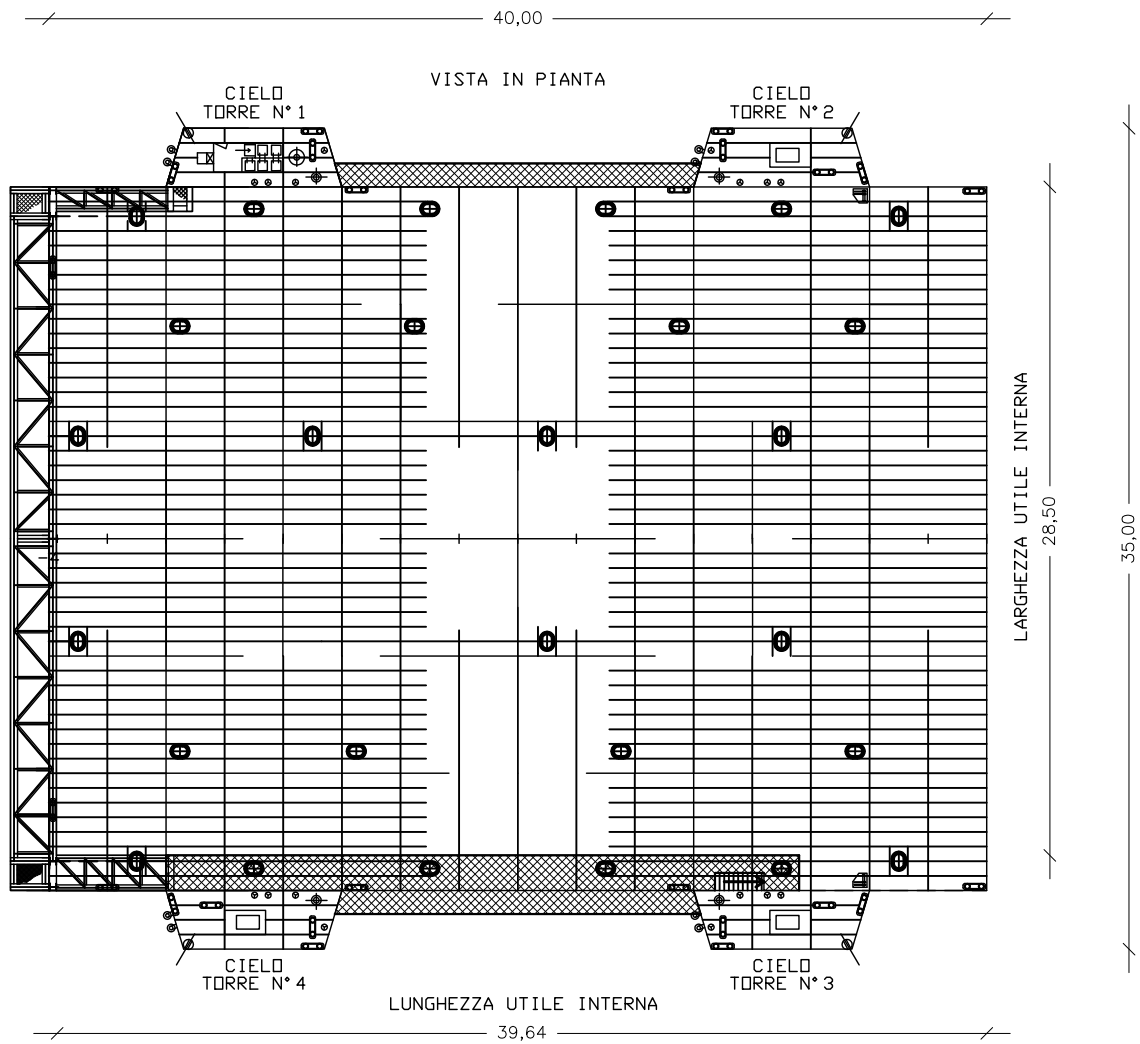 40,00
VISTA IN PIANTA
CIELO
TORRE N° 1
CIELO
TORRE N° 2
LARGHEZZA UTILE INTERNA
28,50
35,00
CIELO
TORRE N° 4
CIELO
TORRE N° 3
LUNGHEZZA UTILE INTERNA
39,64